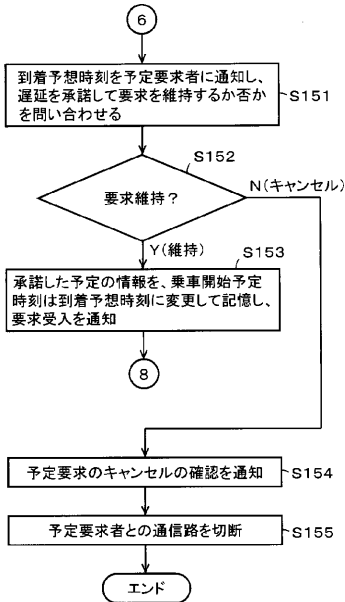 6
到着予想時刻を予定要求者に通知し、
遅延を承諾して要求を維持するか否か
を問い合わせる
S151
S152
要求維持？
N(キャンセル)
Y(維持)
S153
承諾した予定の情報を、乗車開始予定
時刻は到着予想時刻に変更して記憶し、
要求受入を通知
8
予定要求のキャンセルの確認を通知
S154
予定要求者との通信路を切断
S155
エンド